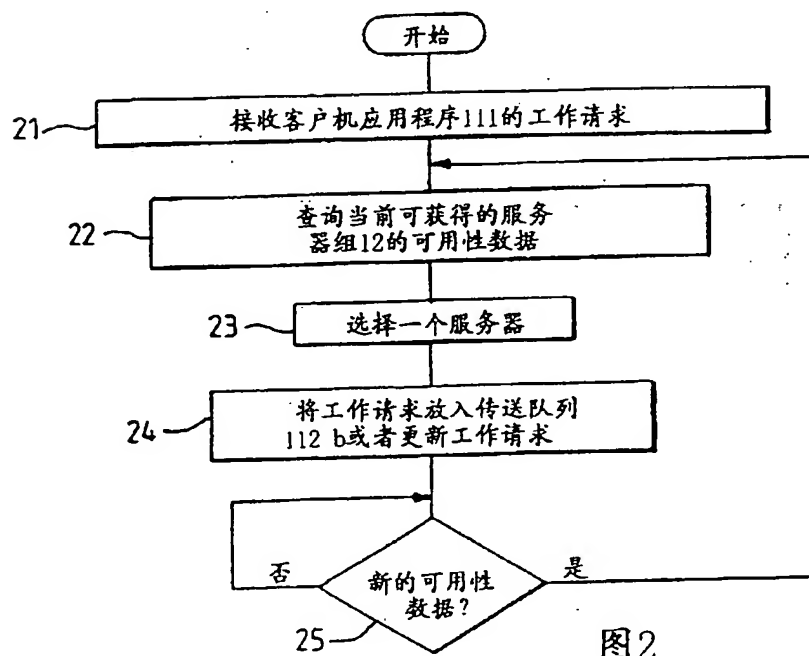 开始
21
接收客户机应用程序111的工作请求
22
查询当前可获得的服务
器组12的可用性数据
23
选择一个服务器
24
将工作请求放入传送队列
112 b或者更新工作请求
否
新的可用性
数据?
是
25
图2